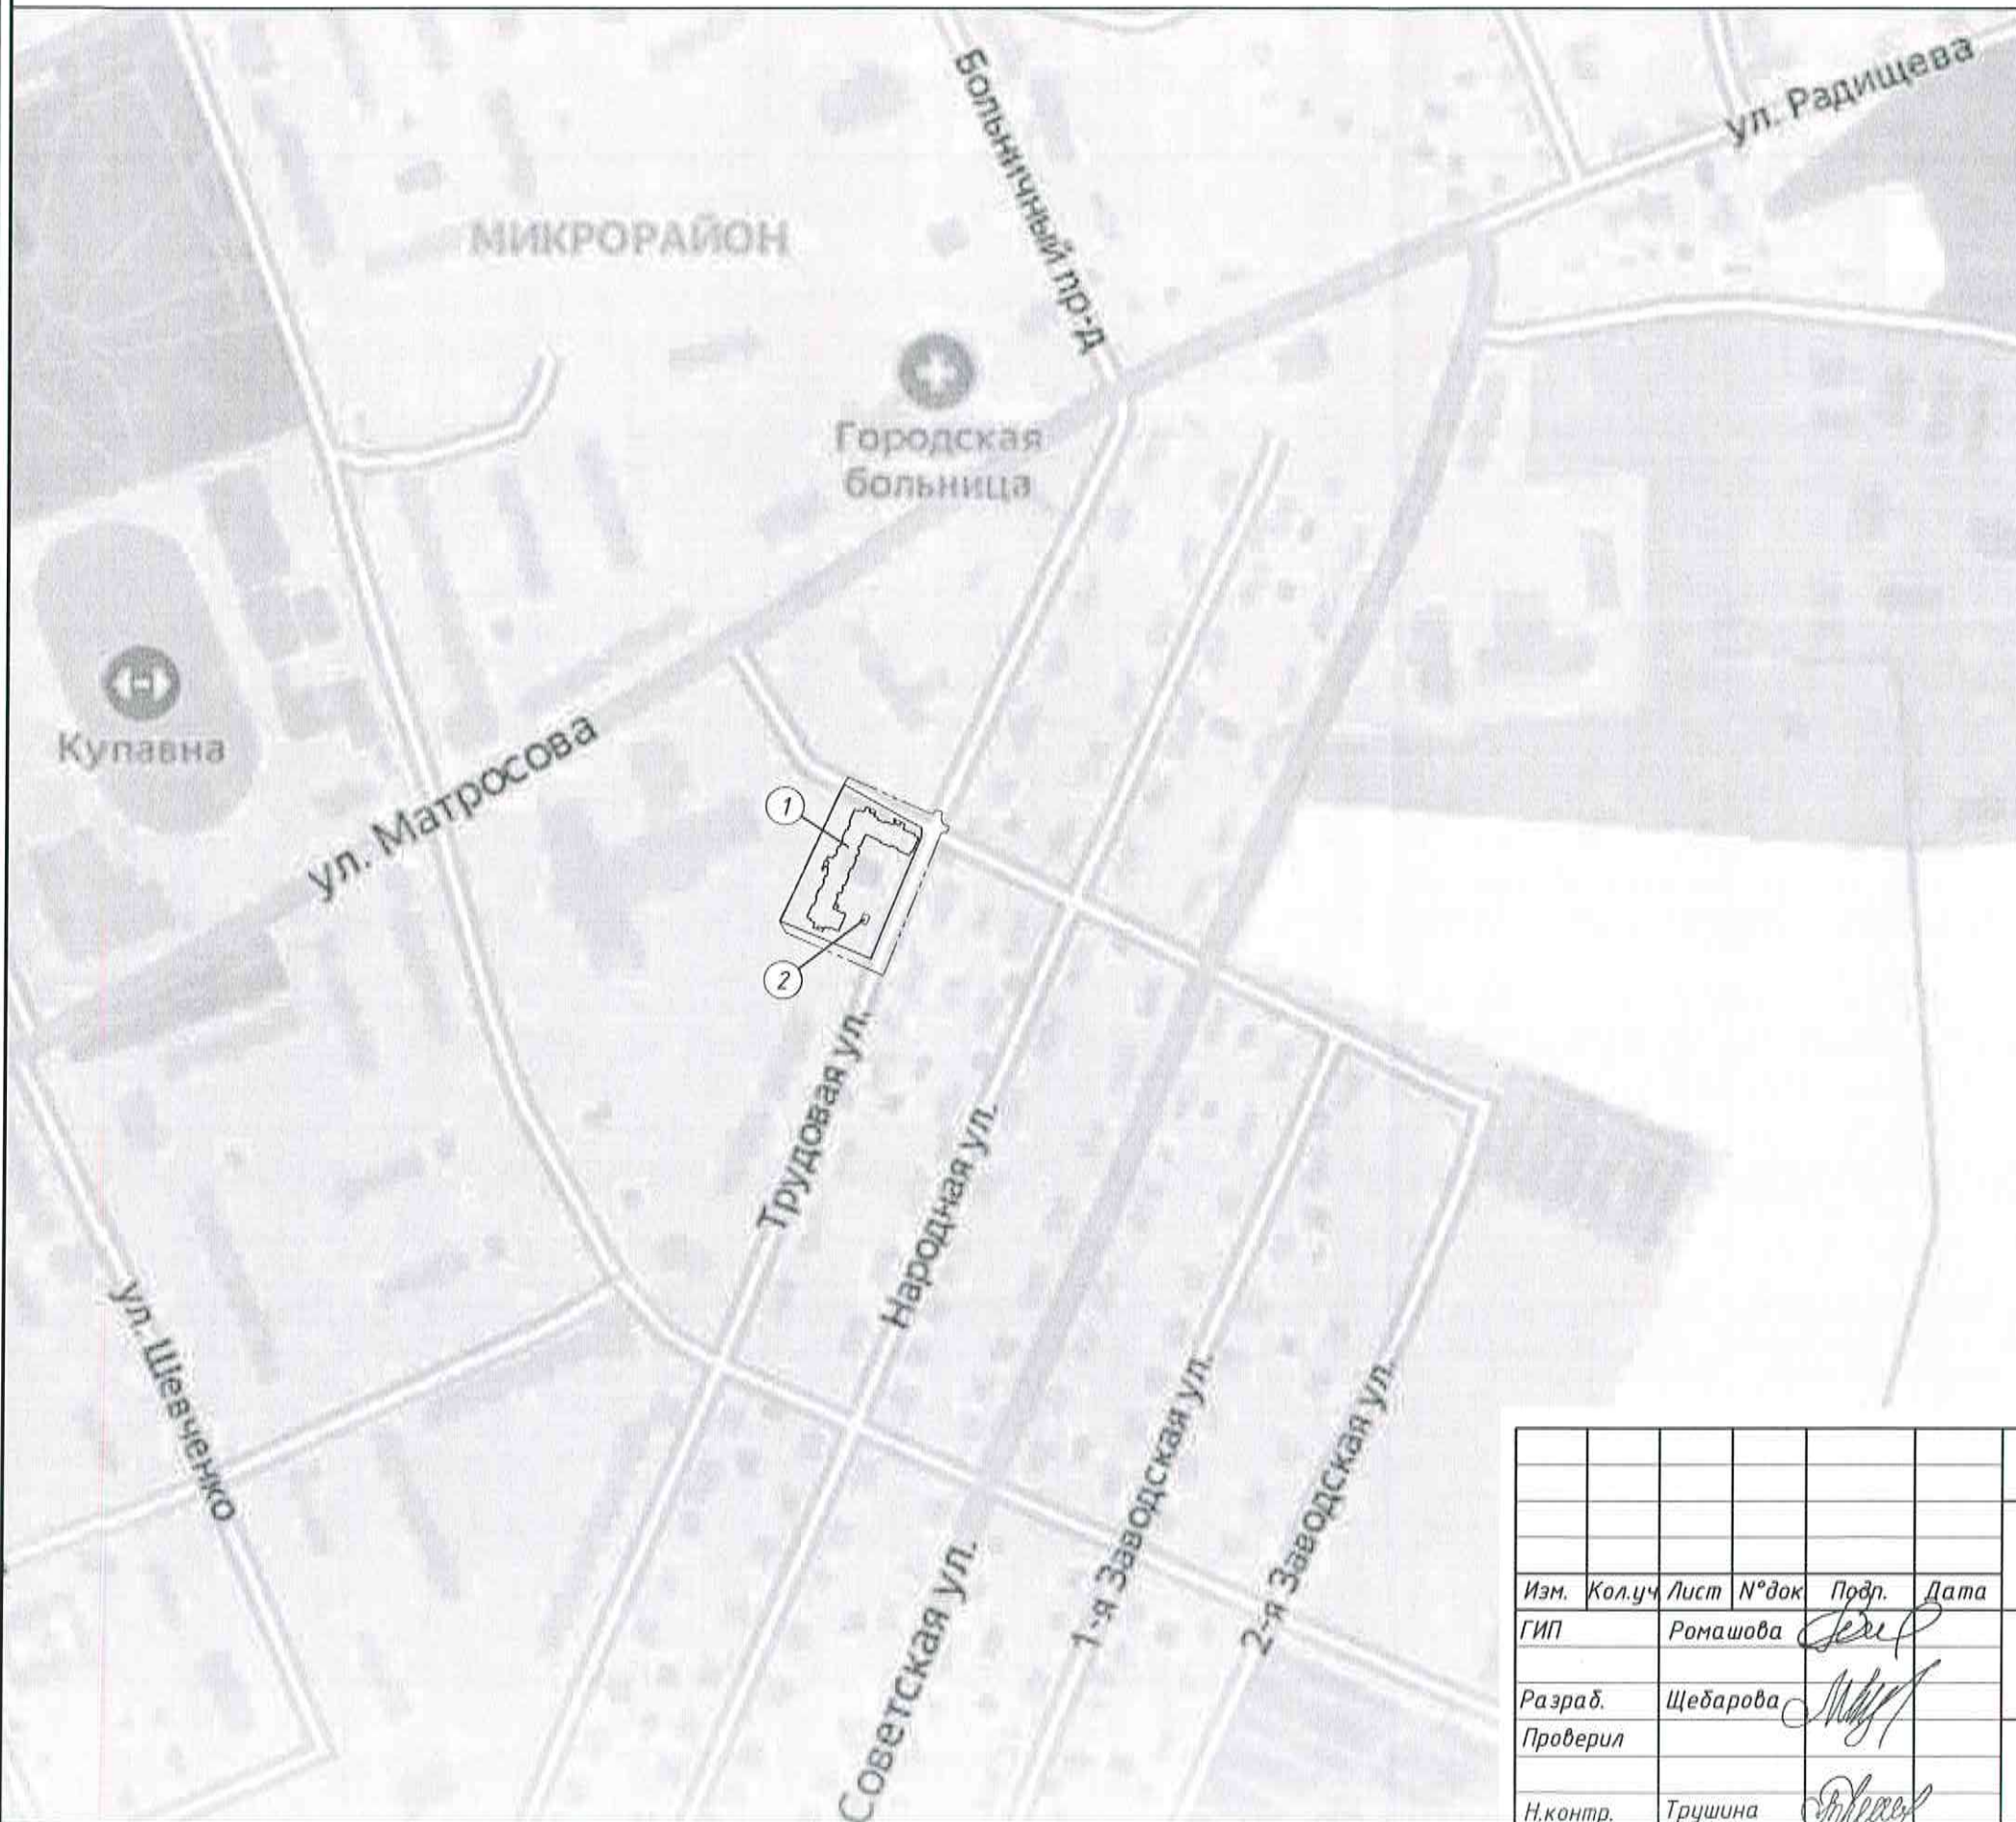 Больничный пр-д
ул. Радищева
МИКРОРАЙОН
Городская
больница
Купавна
ул. Матросова
1
2
Трудовая ул.
Народная ул.
ул. Шевченко
1-я Заводская ул.
2-я Заводская ул.
Советская ул.
Изм. Кол.уч Лист №док Подп. Дата
ГИП Ромашова
Разраб. Щебарова
Проверил
Н.контр. Трушина